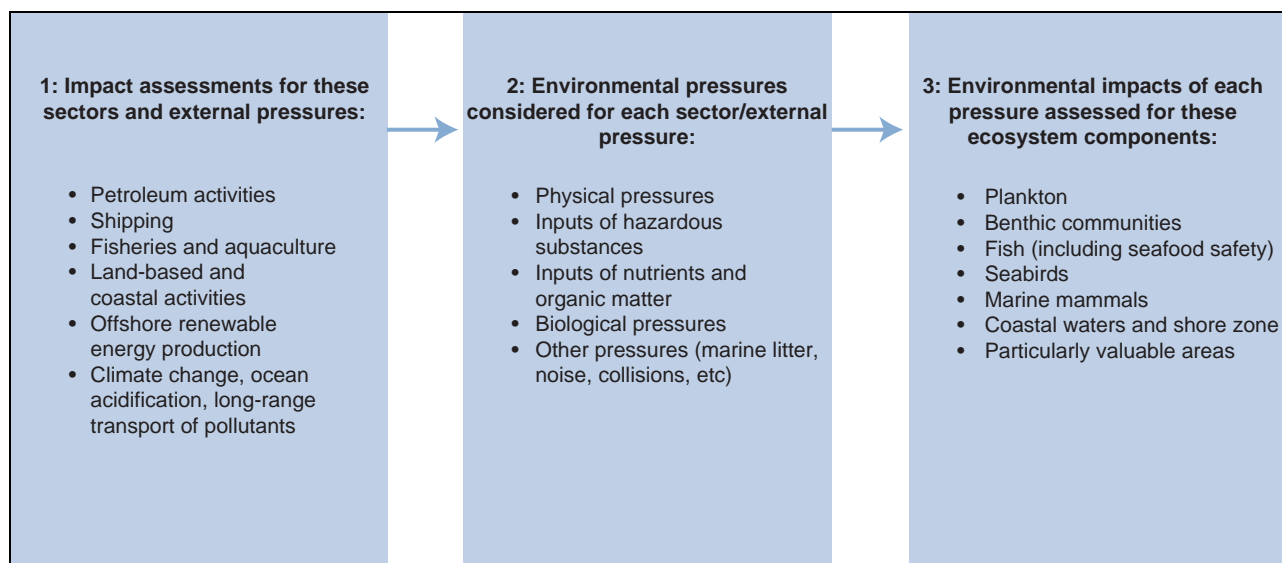 1: Impact assessments for these
sectors and external pressures:
• Petroleum activities
• Shipping
• Fisheries and aquaculture
• Land-based and
coastal activities
• Offshore renewable
energy production
• Climate change, ocean
acidification, long-range
transport of pollutants
2: Environmental pressures
considered for each sector/external
pressure:
• Physical pressures
• Inputs of hazardous
substances
• Inputs of nutrients and
organic matter
• Biological pressures
• Other pressures (marine litter,
noise, collisions, etc)
3: Environmental impacts of each
pressure assessed for these
ecosystem components:
• Plankton
• Benthic communities
• Fish (including seafood safety)
• Seabirds
• Marine mammals
• Coastal waters and shore zone
• Particularly valuable areas